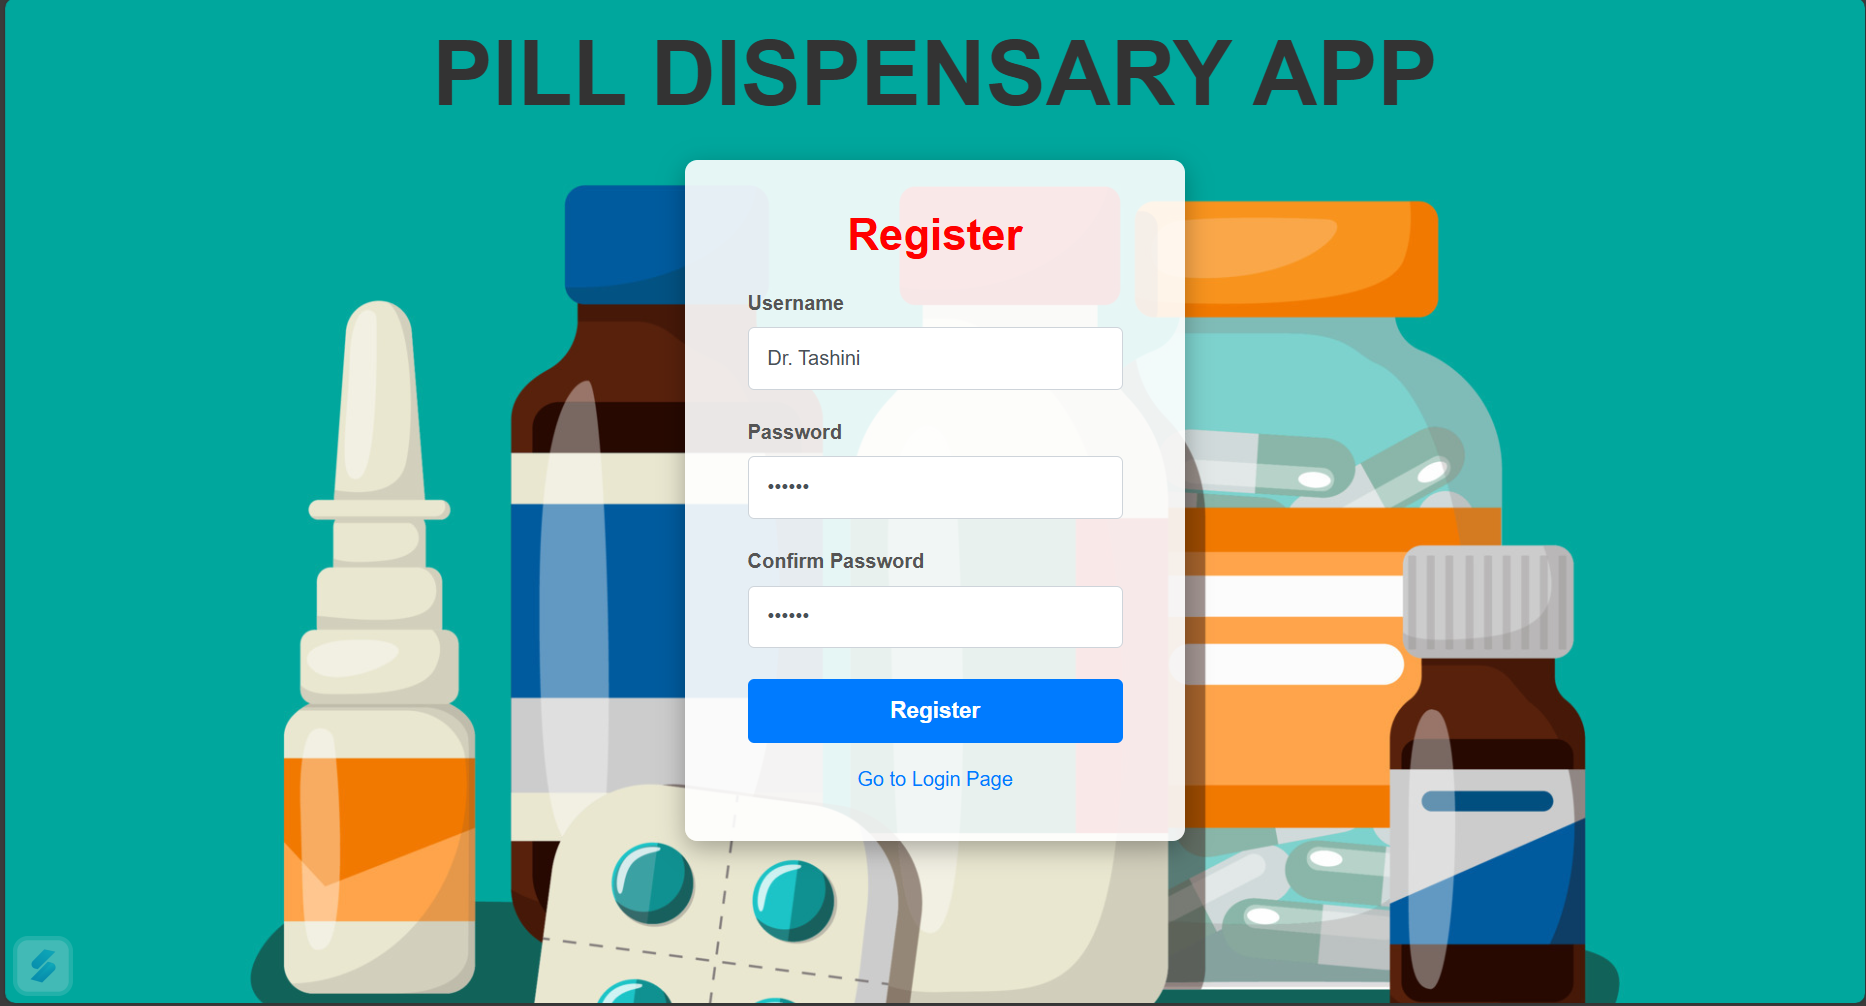 PILL DISPENSARY APP
Register
Username
Dr. Tashini
Password
••••••
Confirm Password
••••••
Register
Go to Login Page